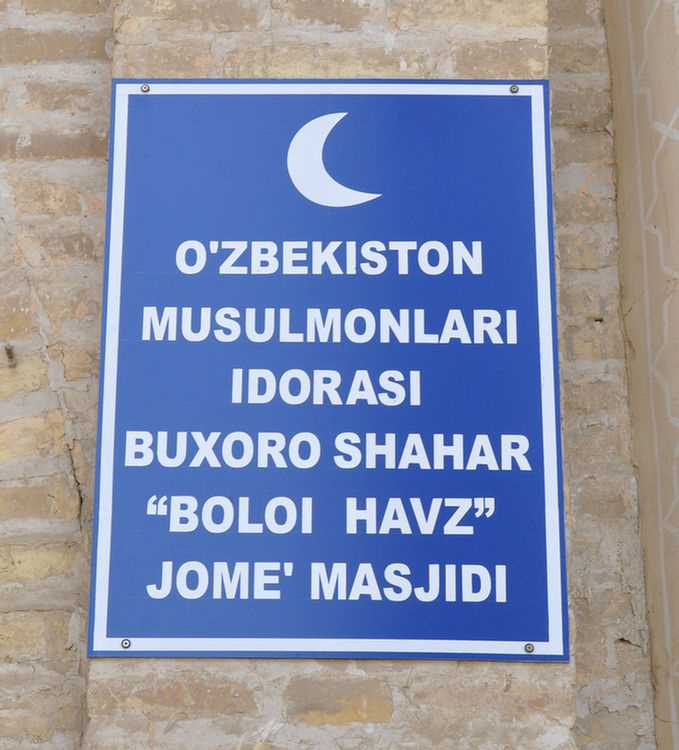 O'ZBEKISTON
MUSULMONLARI
IDORASI
BUXORO SHAHAR
“BOLOI HAVZ”
JOME' MASJIDI